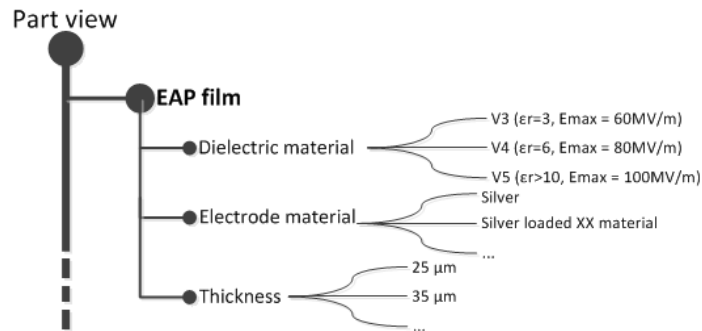 Part view
EAP film
Dielectric material
V3 (εr=3, Emax = 60MV/m)
V4 (εr=6, Emax = 80MV/m)
V5 (εr>10, Emax = 100MV/m)
Electrode material
Silver
Silver loaded XX material
...
Thickness
25 µm
35 µm
...